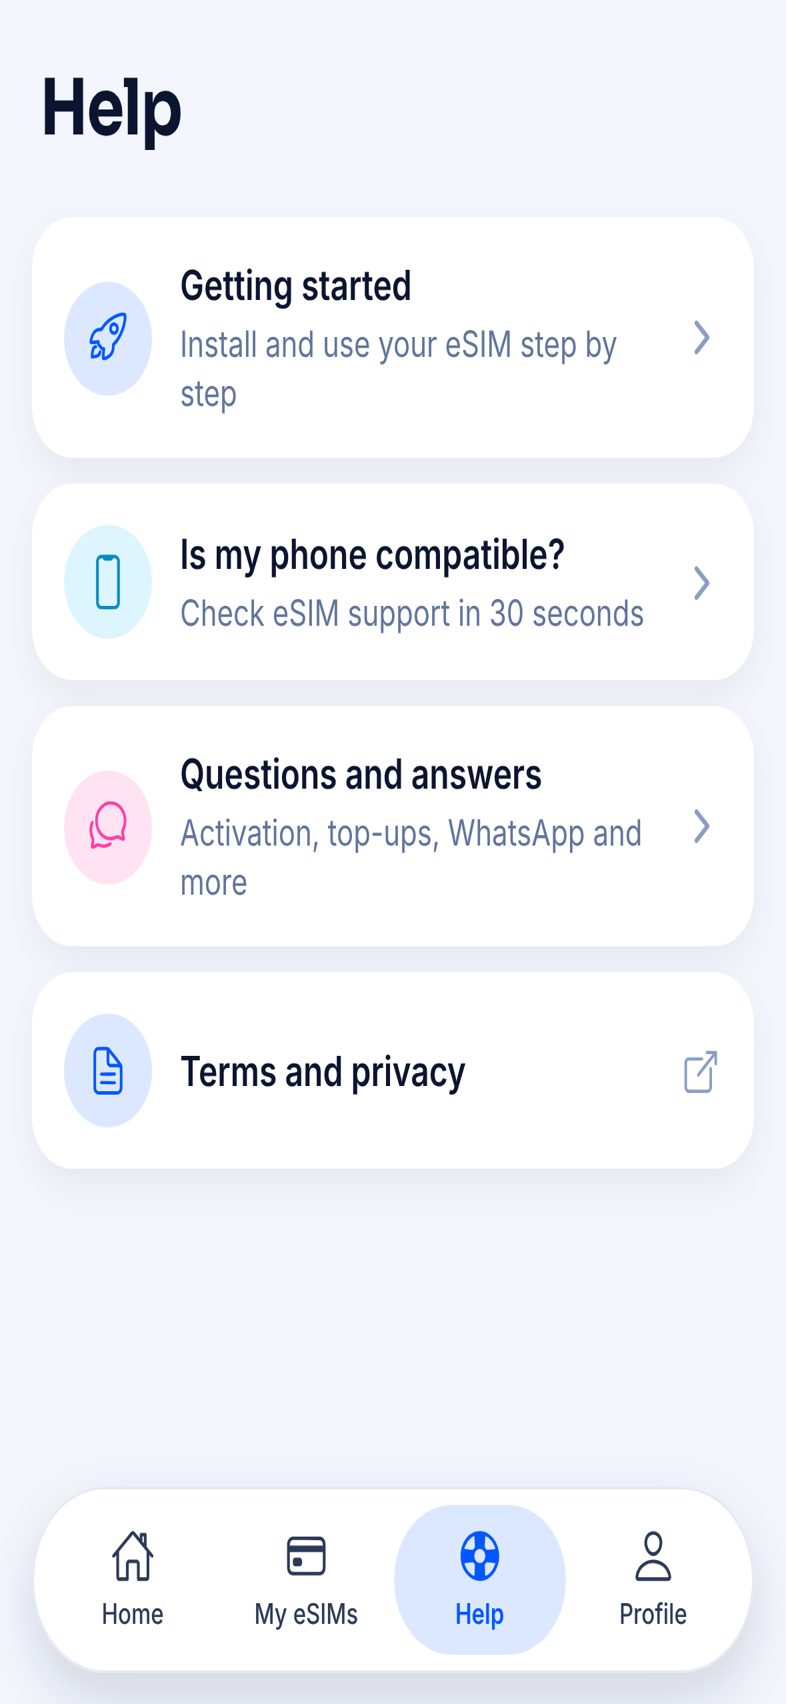 Help
Getting started
Install and use your eSIM step by
step
Is my phone compatible?
Check eSIM support in 30 seconds
Questions and answers
Activation, top-ups, WhatsApp and
more
Terms and privacy
Home
My eSIMs
Help
Profile